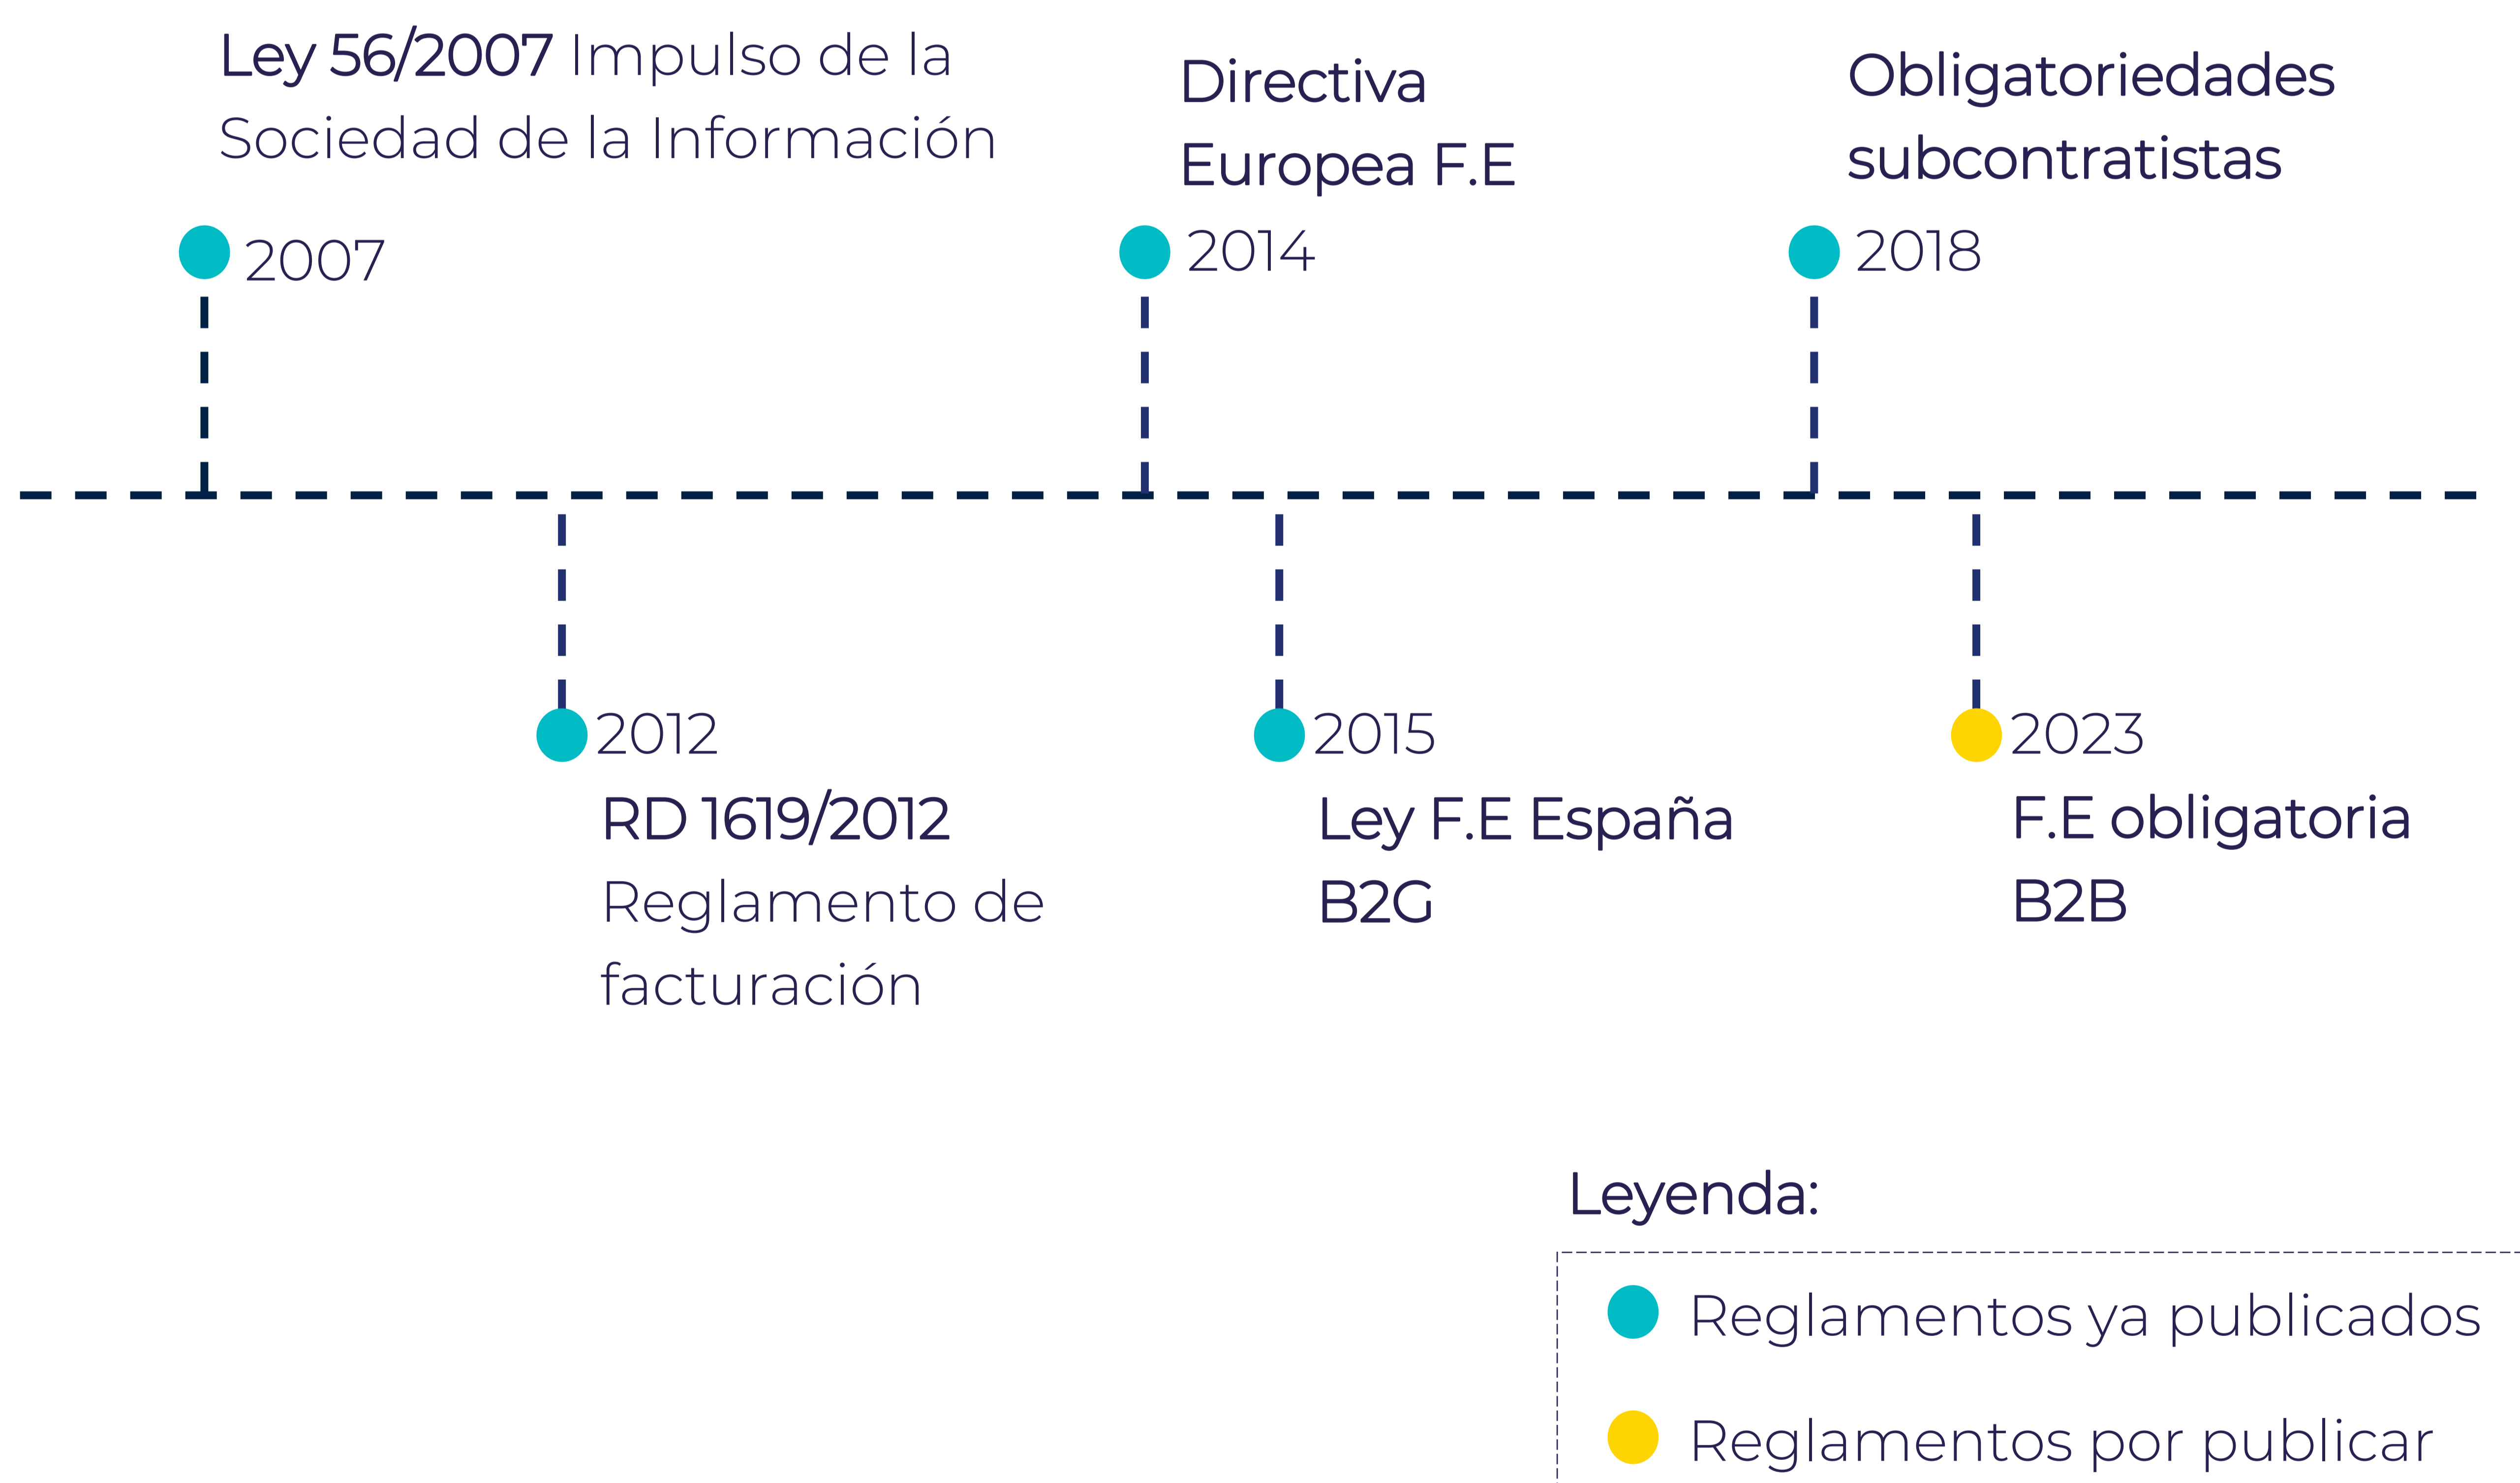 Ley 56/2007 Impulso de la
Sociedad de la Información
2007
Directiva
Europea F.E
2014
Obligatoriedades
subcontratistas
2018
2012
RD 1619/2012
Reglamento de
facturación
2015
Ley F.E España
B2G
2023
F.E obligatoria
B2B
Leyenda:
Reglamentos ya publicados
Reglamentos por publicar